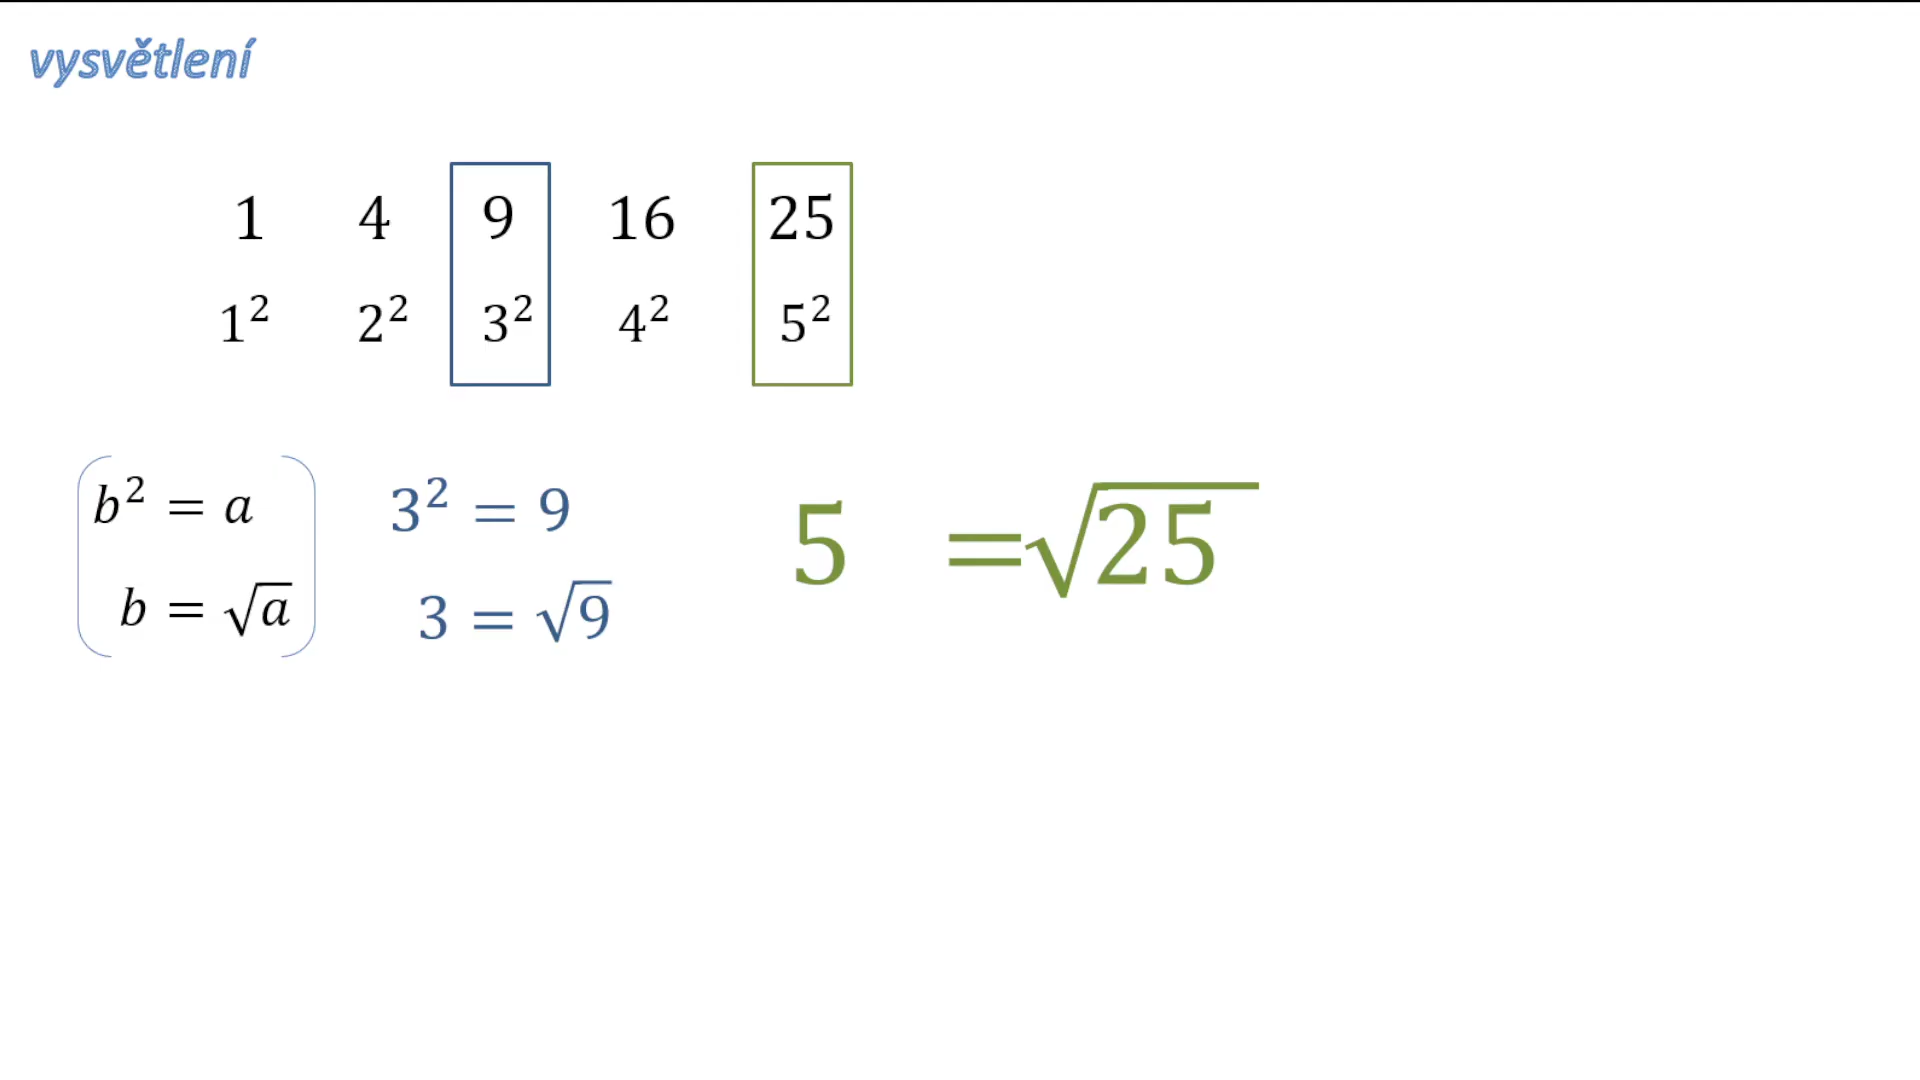 vysvětlení
1 4 9 16 25
1² 2² 3² 4² 5²
b² = a
b = √a
3² = 9
3 = √9
5 = √25